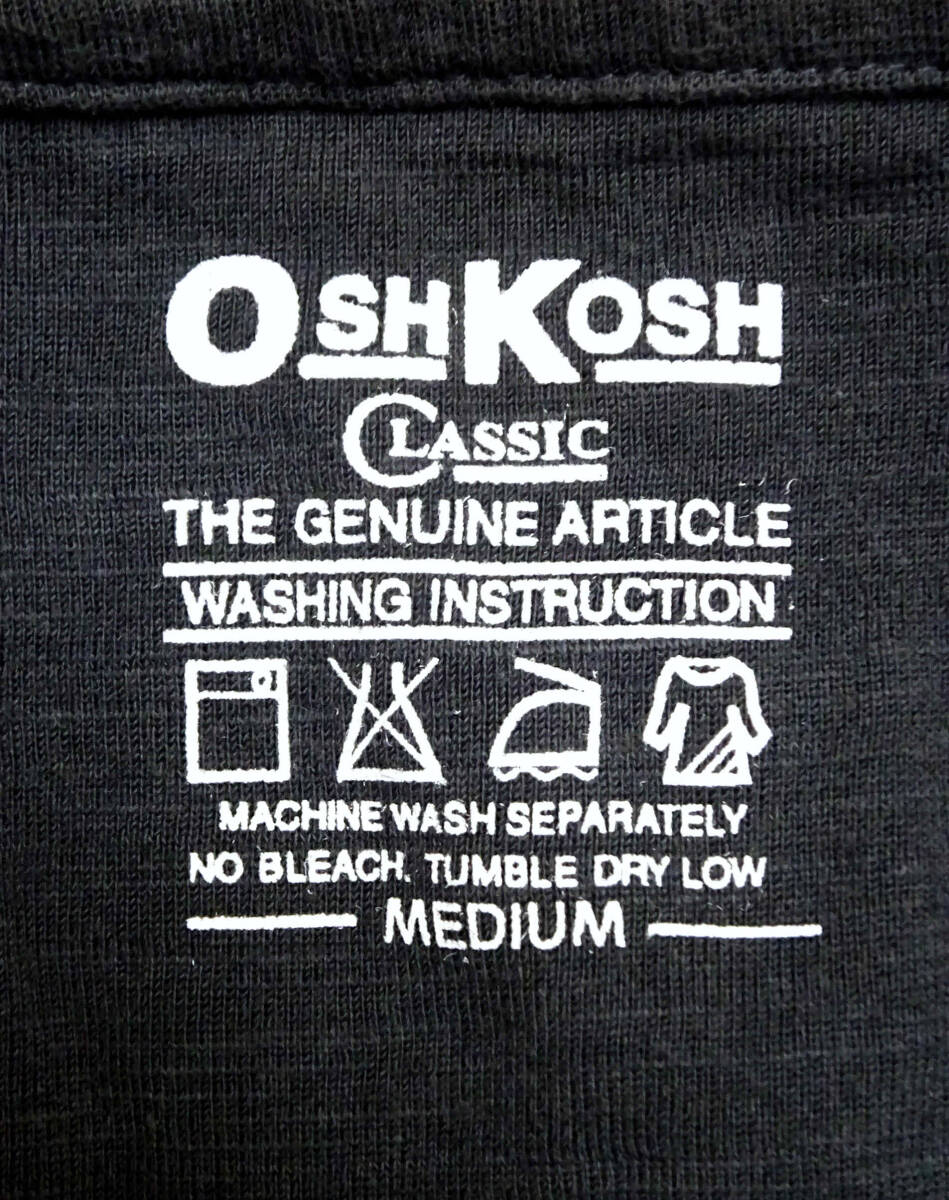 OSHKOSH
CLASSIC
THE GENUINE ARTICLE
WASHING INSTRUCTION
MACHINE WASH SEPARATELY
NO BLEACH. TUMBLE DRY LOW
MEDIUM